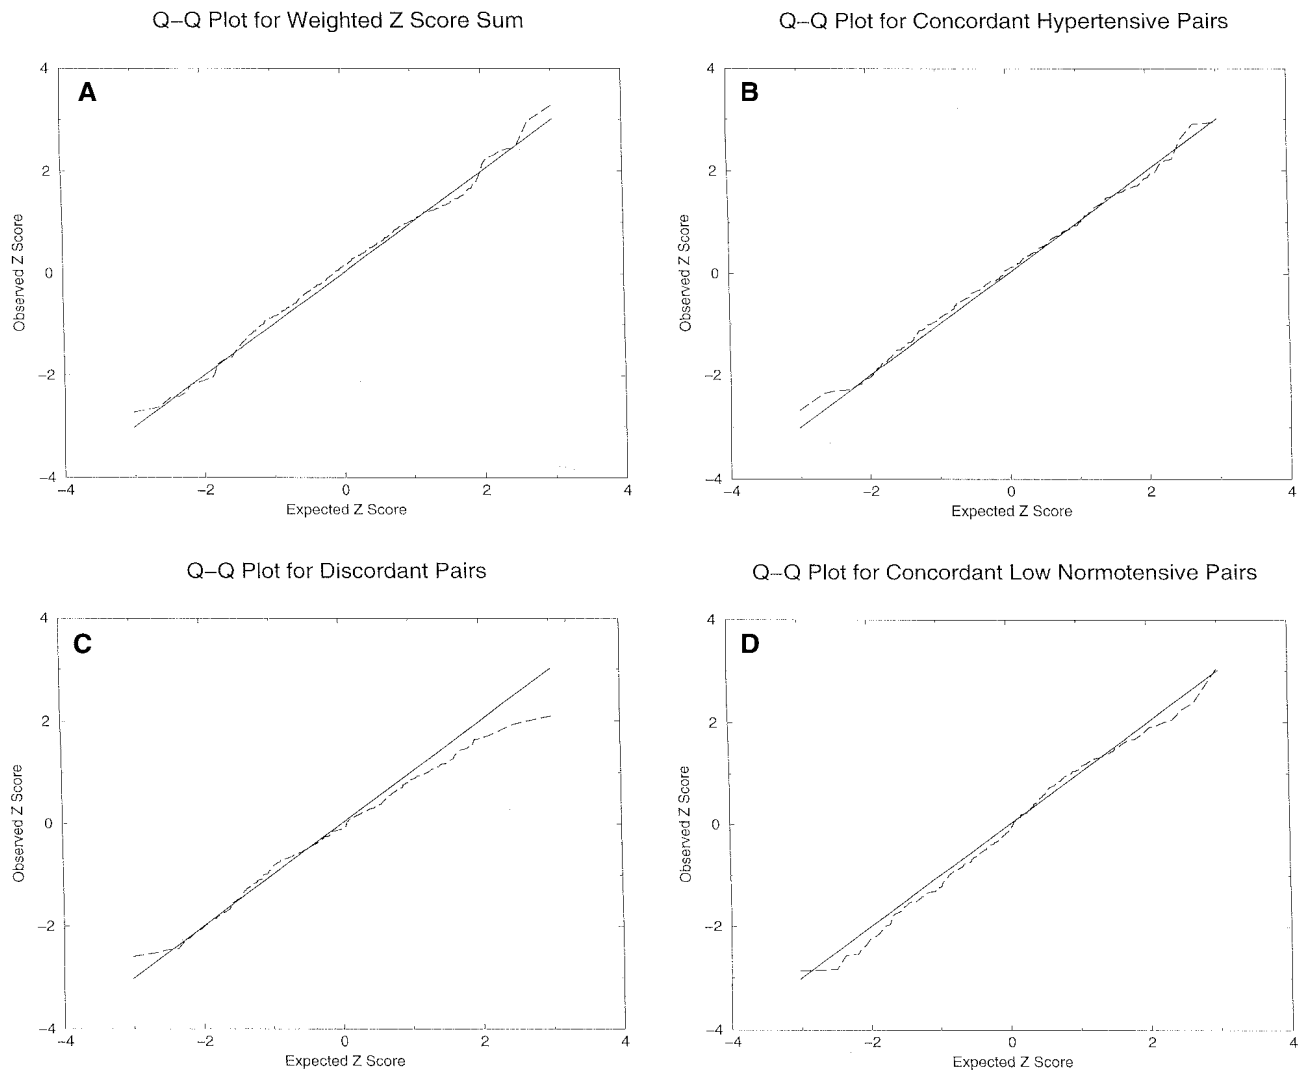 Q–Q Plot for Weighted Z Score Sum
A
4
2
0
−2
−4
Observed Z Score
−4 −2 0 2 4
Expected Z Score
Q–Q Plot for Concordant Hypertensive Pairs
B
4
2
0
−2
−4
Observed Z Score
−4 −2 0 2 4
Expected Z Score
Q–Q Plot for Discordant Pairs
C
4
2
0
−2
−4
Observed Z Score
−4 −2 0 2 4
Expected Z Score
Q–Q Plot for Concordant Low Normotensive Pairs
D
4
2
0
−2
−4
Observed Z Score
−4 −2 0 2 4
Expected Z Score